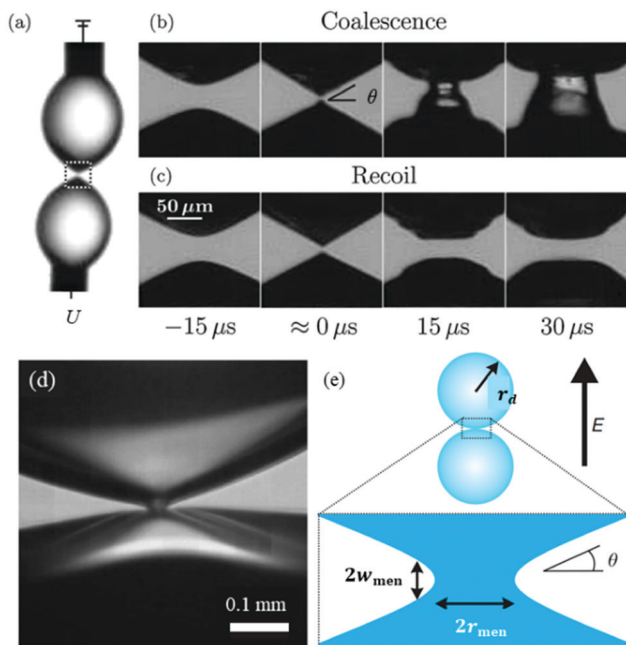 (a)
U
(b) Coalescence
θ
(c) Recoil
50 μm
−15 μs ≈ 0 μs 15 μs 30 μs
(d)
0.1 mm
(e)
r_d
E
2w_men
θ
2r_men